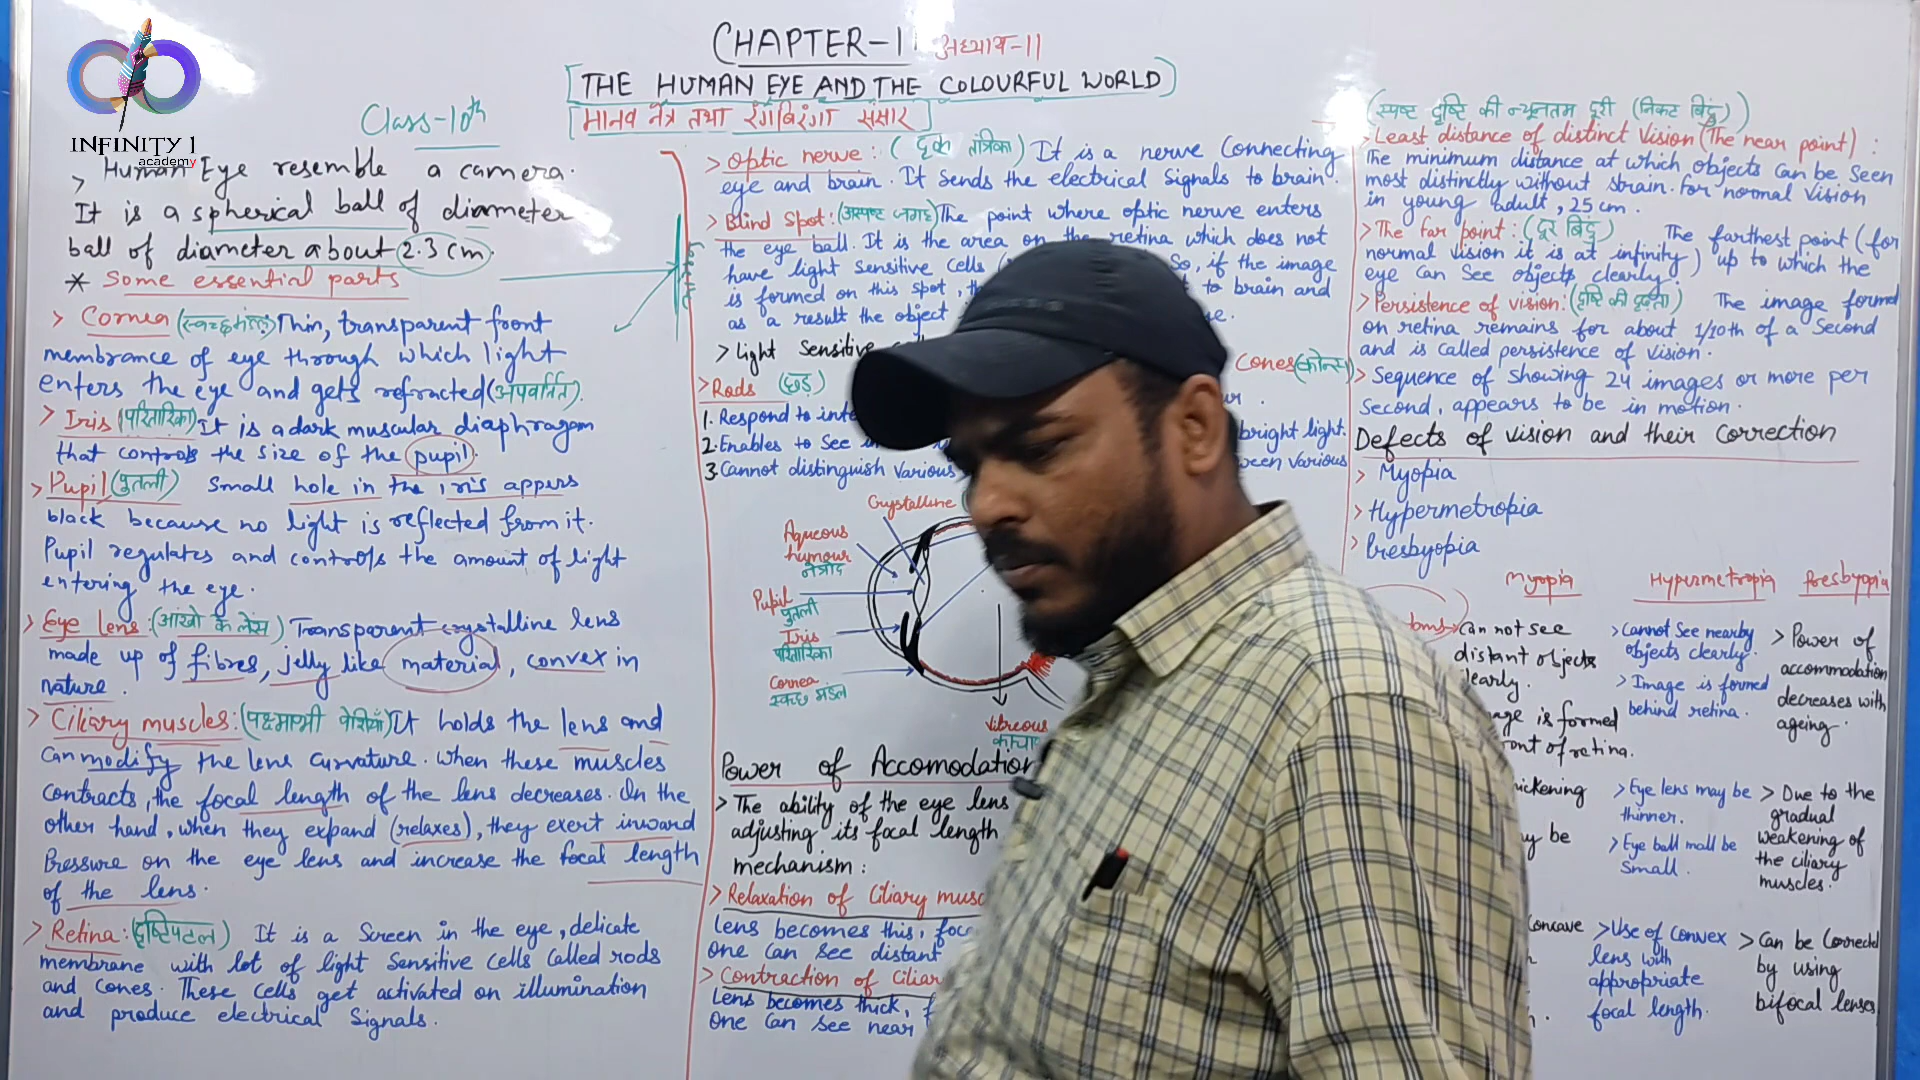 INFINITY 1
academy
CHAPTER-11 अध्याय-11
THE HUMAN EYE AND THE COLOURFUL WORLD
मानव नेत्र तथा रंगबिरंगा संसार
Class-10th
> Human Eye resemble a camera.
It is a spherical ball of diameter
ball of diameter about 2.3 cm.
* Some essential parts
> Cornea Thin, transparent front
membrance of eye through which light
enters the eye and gets refracted (अपवर्तित).
> Iris (परितारिका) It is a dark muscular diaphragm
that controls the size of the pupil.
> Pupil (पुतली) Small hole in the iris appers
black because no light is reflected from it.
Pupil regulates and controls the amount of light
entering the eye.
> Eye lens: (आंखो के लेंस) Transparent crystalline lens
made up of fibres, jelly like material, convex in
nature.
> Ciliary muscles: It holds the lens and
can modify the lens curvature. When these muscles
contracts, the focal length of the lens decreases. On the
other hand, when they expand (relaxes), they exert inward
Pressure on the eye lens and increase the focal length
of the lens.
> Retina: (दृष्टिपटल) It is a Screen in the eye, delicate
membrane with lot of light sensitive cells called rods
and cones. These cells get activated on illumination
and produce electrical Signals.
> Optic nerve: (दृक तंत्रिका) It is a nerve connecting
eye and brain. It sends the electrical signals to brain
> Blind spot: (अस्पष्ट जगह) The point where optic nerve enters
the eye ball. It is the area on the retina which does not
have light sensitive cells So, if the image
is formed on this spot, to brain and
as a result the object
> Light Sensitive
> Rods (छड़) Cones (कोन्स)
1. Respond to
2. Enables to see bright light.
3. Cannot distinguish various various
Crystalline
Aqueous
humour
Pupil
पुतली
Iris
परितारिका
Cornea
स्वच्छ मंडल
Vitreous
Power of Accomodation
> The ability of the eye lens
adjusting its focal length
mechanism:
> Relaxation of Ciliary
lens becomes this,
one can see distant
> Contraction of
Lens becomes thick,
one can see near
(स्पष्ट दृष्टि की न्यूनतम दूरी (निकट बिंदु))
> Least distance of distinct Vision (The near point):
The minimum distance at which objects can be seen
most distinctly without strain. For normal vision
in young adult, 25 cm.
> The far point: (दूर बिंदु) The farthest point (for
normal vision it is at infinity) up to which the
eye can see objects clearly.
> Persistence of vision: The image formed
on retina remains for about 1/10th of a second
and is called persistence of vision.
> Sequence of showing 24 images or more per
second, appears to be in motion.
Defects of vision and their correction
> Myopia
> Hypermetropia
> Presbyopia
Myopia Hypermetropia Presbyopia
can not see
distant objects
is formed
of retina.
be
concave
> Cannot see nearby
objects clearly.
> Image is formed
behind retina.
> Eye lens may be
thinner.
> Eye ball mall be
small.
> Use of convex
lens with
appropriate
focal length.
> Power of
accommodation
decreases with
ageing.
> Due to the
gradual
weakening of
the ciliary
muscles.
> Can be corrected
by using
bifocal lenses